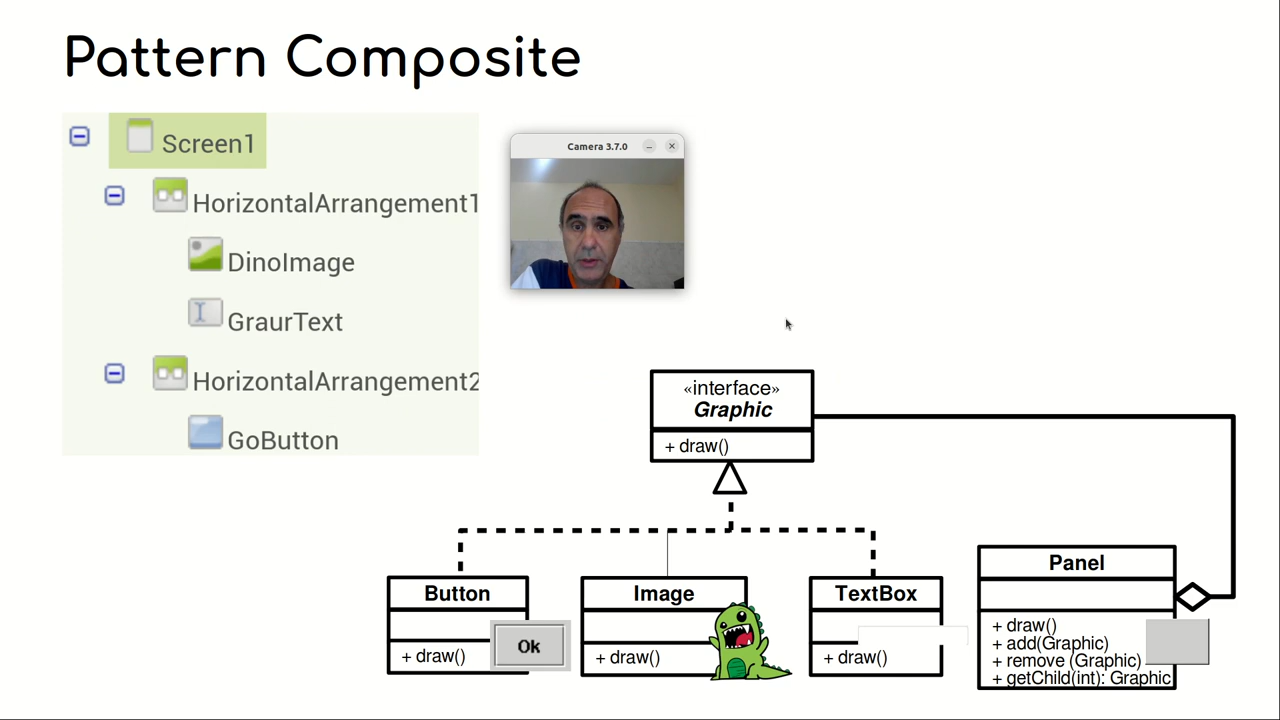 Pattern Composite
Screen1
HorizontalArrangement1
DinoImage
GraurText
HorizontalArrangement2
GoButton
Camera 3.7.0
«interface»
Graphic
+ draw()
Button
+ draw()
Ok
Image
+ draw()
TextBox
+ draw()
Panel
+ draw()
+ add(Graphic)
+ remove (Graphic)
+ getChild(int): Graphic